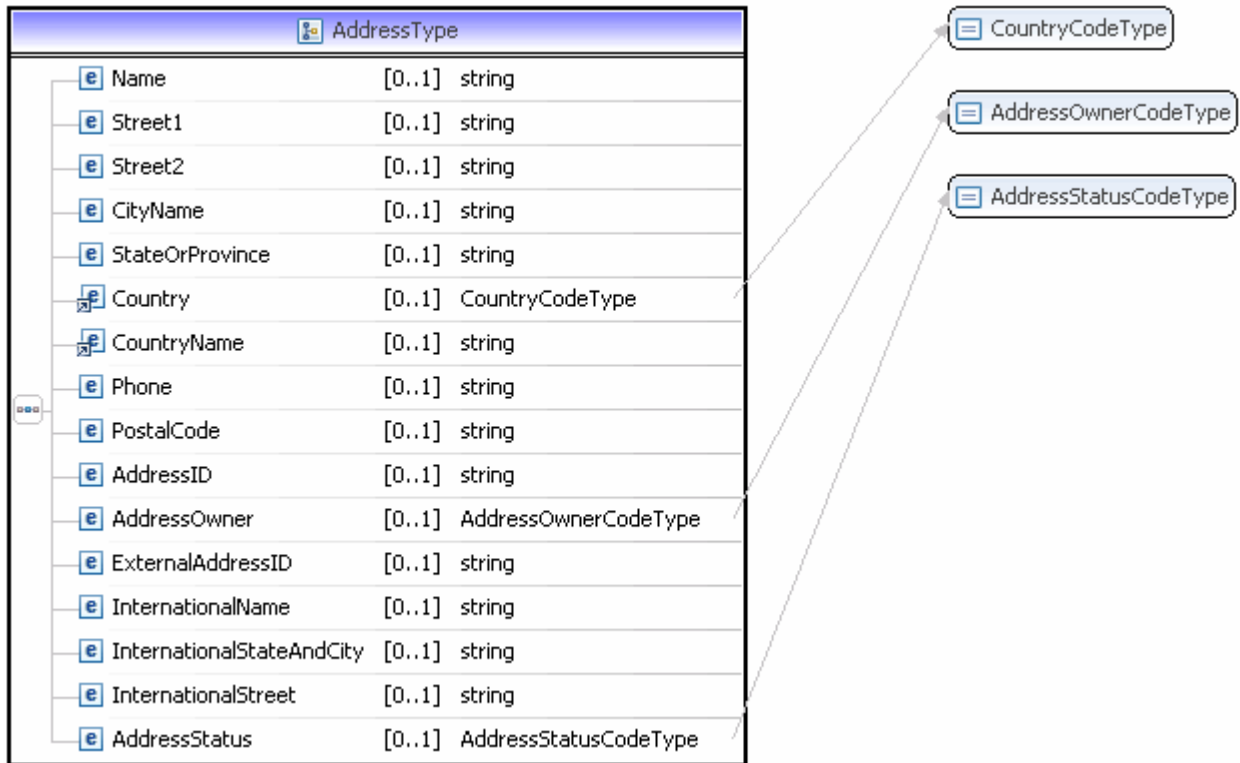 AddressType
Name [0..1] string
Street1 [0..1] string
Street2 [0..1] string
CityName [0..1] string
StateOrProvince [0..1] string
Country [0..1] CountryCodeType
CountryName [0..1] string
Phone [0..1] string
PostalCode [0..1] string
AddressID [0..1] string
AddressOwner [0..1] AddressOwnerCodeType
ExternalAddressID [0..1] string
InternationalName [0..1] string
InternationalStateAndCity [0..1] string
InternationalStreet [0..1] string
AddressStatus [0..1] AddressStatusCodeType
CountryCodeType
AddressOwnerCodeType
AddressStatusCodeType